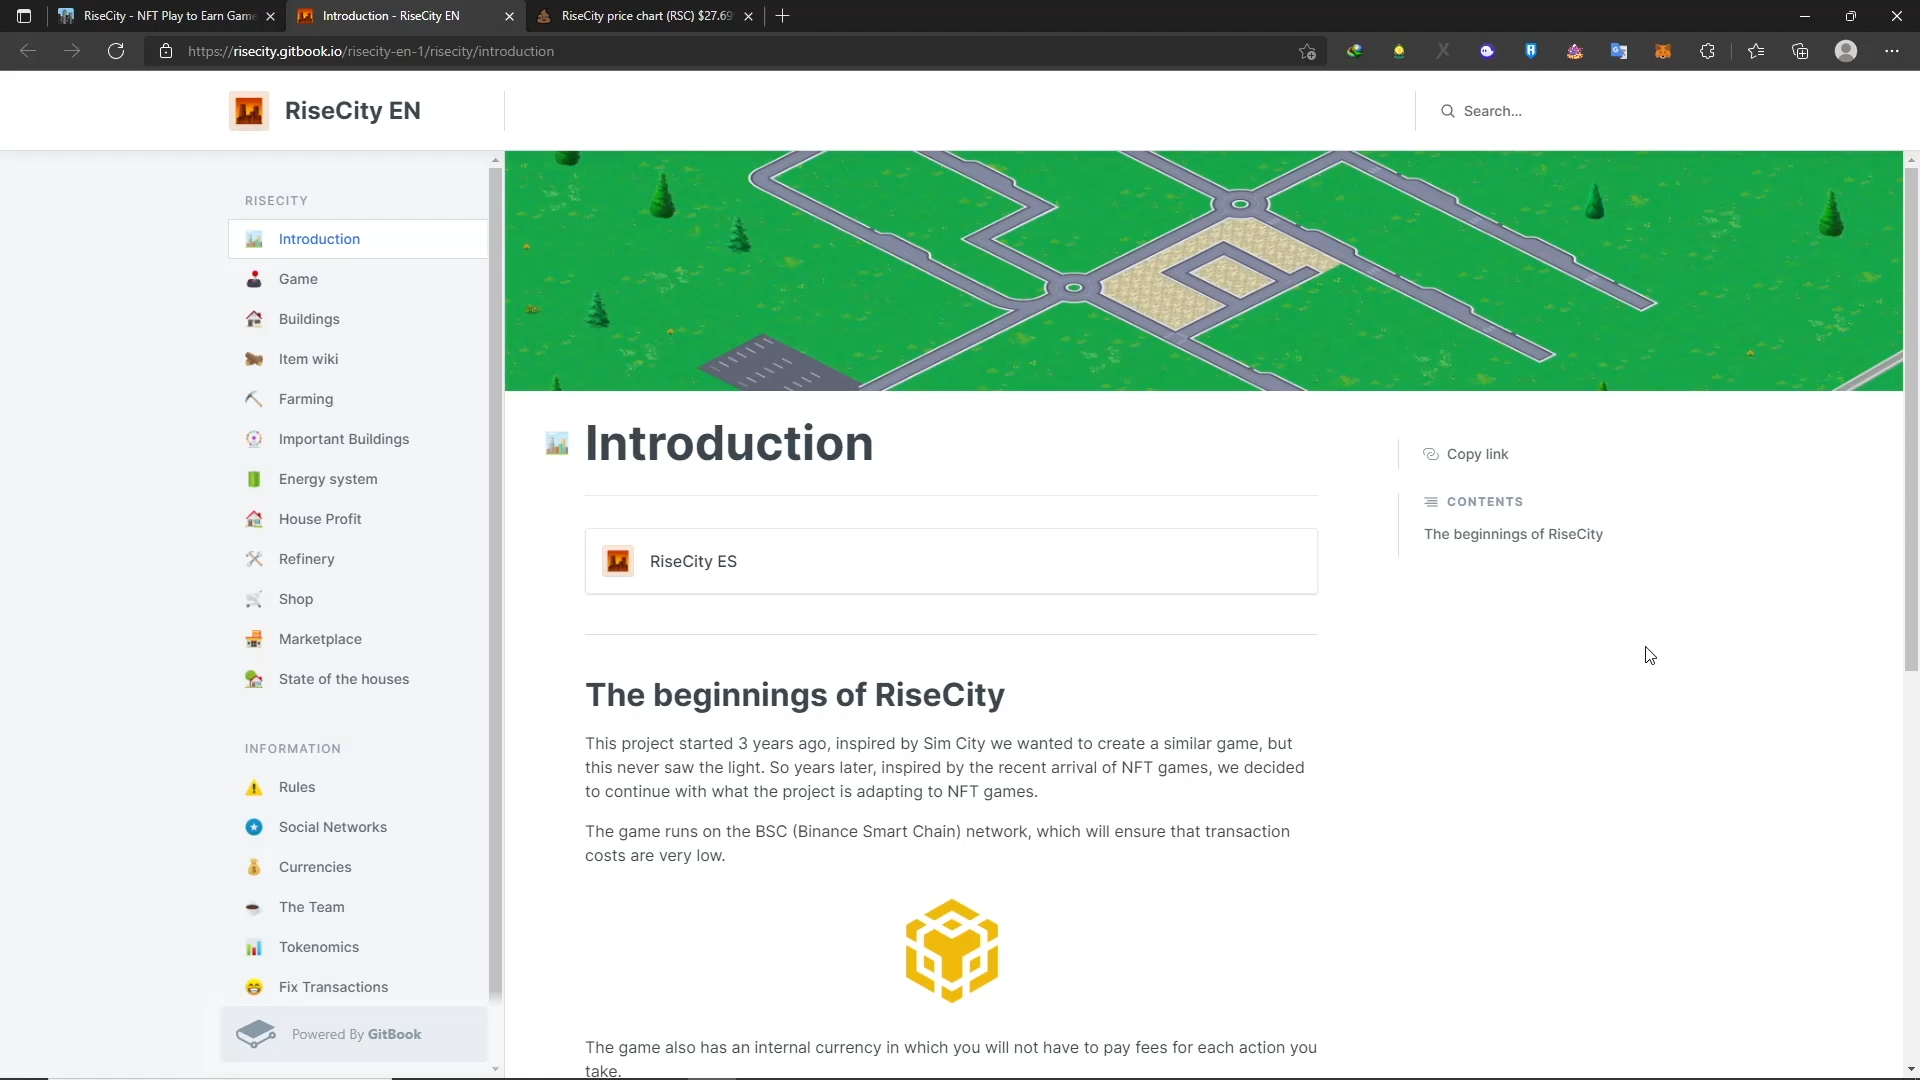 RiseCity - NFT Play to Earn Game
Introduction - RiseCity EN
RiseCity price chart (RSC) $27.69
https://risecity.gitbook.io/risecity-en-1/risecity/introduction
RiseCity EN
Search...
RISECITY
Introduction
Game
Buildings
Item wiki
Farming
Important Buildings
Energy system
House Profit
Refinery
Shop
Marketplace
State of the houses
INFORMATION
Rules
Social Networks
Currencies
The Team
Tokenomics
Fix Transactions
Powered By GitBook
Introduction
RiseCity ES
The beginnings of RiseCity
This project started 3 years ago, inspired by Sim City we wanted to create a similar game, but
this never saw the light. So years later, inspired by the recent arrival of NFT games, we decided
to continue with what the project is adapting to NFT games.
The game runs on the BSC (Binance Smart Chain) network, which will ensure that transaction
costs are very low.
The game also has an internal currency in which you will not have to pay fees for each action you
take.
Copy link
CONTENTS
The beginnings of RiseCity